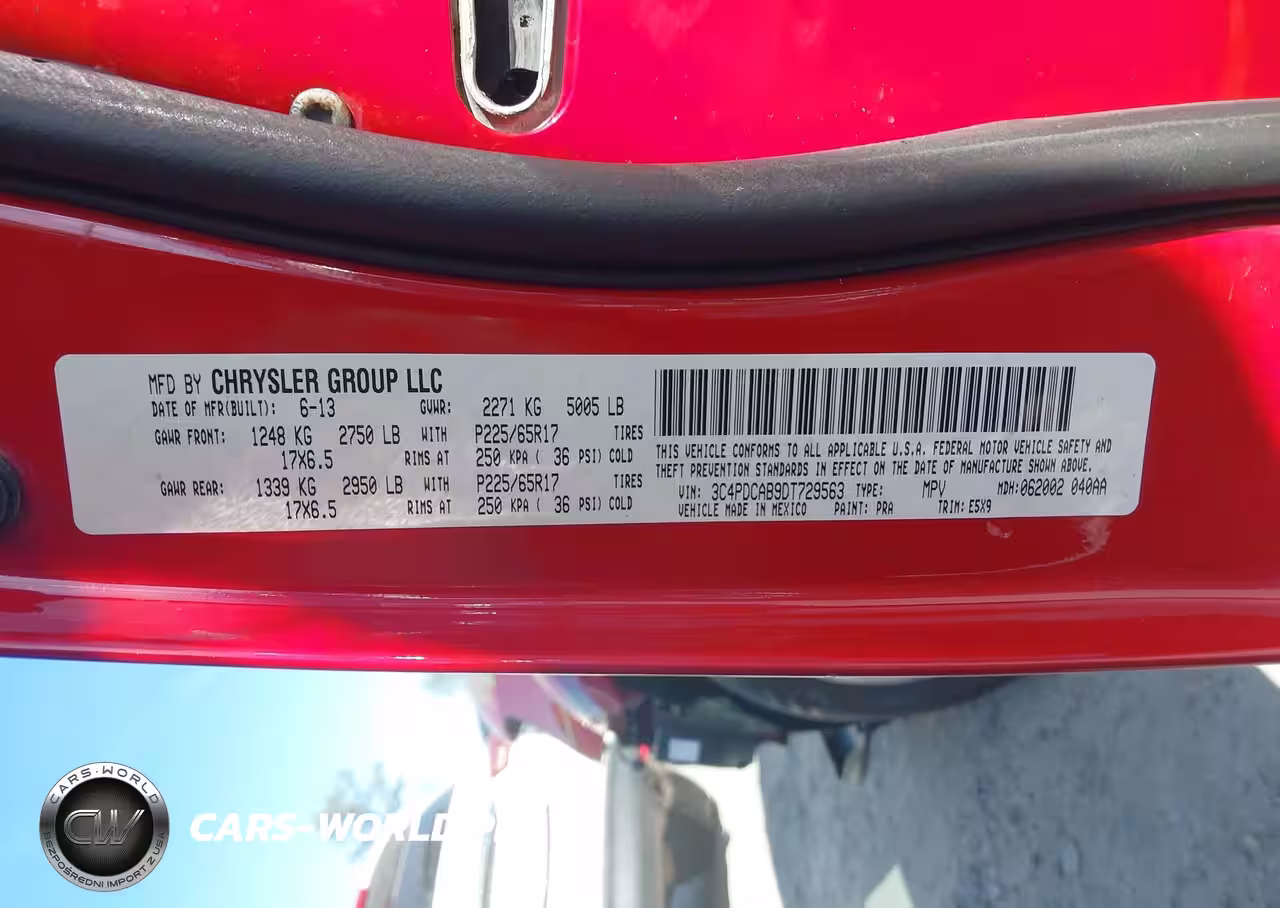 MFD BY CHRYSLER GROUP LLC
DATE OF MFR(BUILT): 6-13 GVWR: 2271 KG 5005 LB
GAWR FRONT: 1248 KG 2750 LB WITH P225/65R17 TIRES
17X6.5 RIMS AT 250 KPA ( 36 PSI) COLD
GAWR REAR: 1339 KG 2950 LB WITH P225/65R17 TIRES
17X6.5 RIMS AT 250 KPA ( 36 PSI) COLD
THIS VEHICLE CONFORMS TO ALL APPLICABLE U.S.A. FEDERAL MOTOR VEHICLE SAFETY AND
THEFT PREVENTION STANDARDS IN EFFECT ON THE DATE OF MANUFACTURE SHOWN ABOVE.
VIN: 3C4PDCAB9DT729563 TYPE: MPV MDH:062002 040AA
VEHICLE MADE IN MEXICO PAINT: PRA TRIM: E5X9
CARS-WORLD
CW
BEZPOŚREDNI IMPORT Z USA
CARS-WORLD